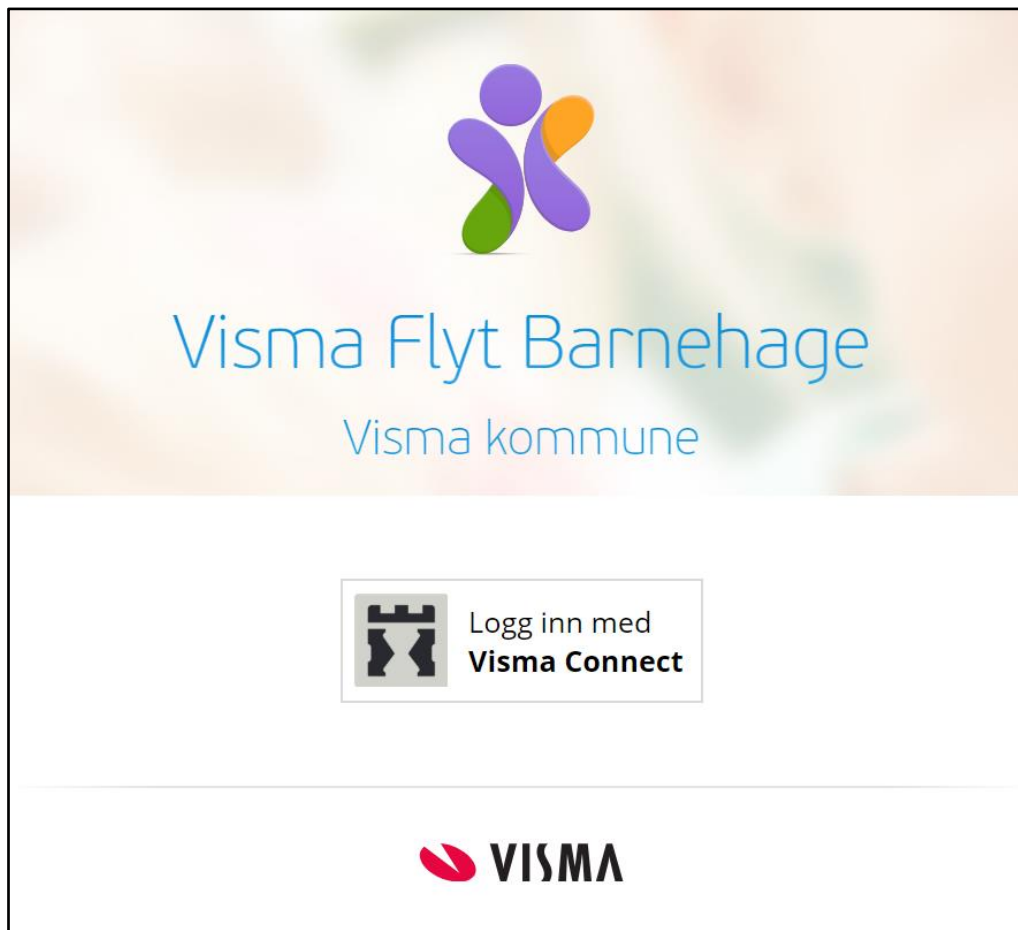 Visma Flyt Barnehage
Visma kommune
Logg inn med
Visma Connect
VISMA